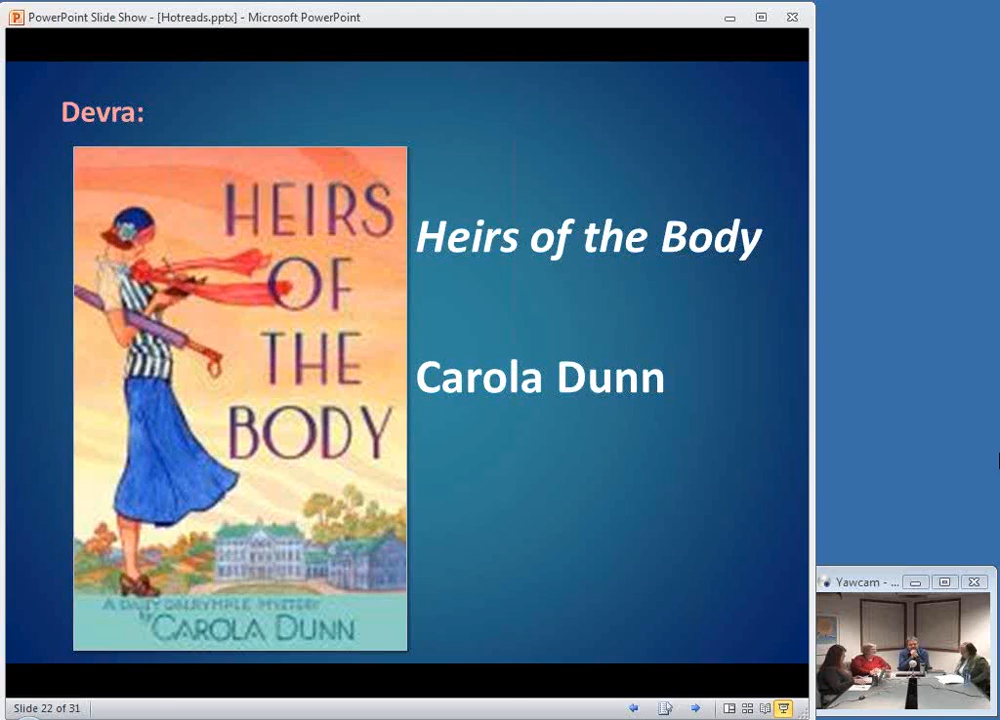 PowerPoint Slide Show - [Hotreads.pptx] - Microsoft PowerPoint
Devra:
HEIRS
OF
THE
BODY
A DAISY DALRYMPLE MYSTERY
by
CAROLA DUNN
Heirs of the Body
Carola Dunn
Slide 22 of 31
Yawcam - ...